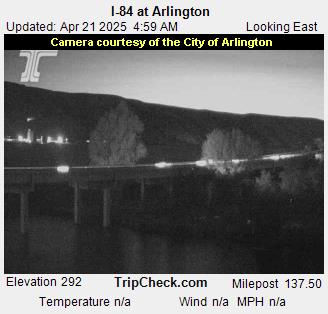 I-84 at Arlington
Updated: Apr 21 2025 4:59 AM Looking East
Camera courtesy of the City of Arlington
Elevation 292 TripCheck.com Milepost 137.50
Temperature n/a Wind n/a MPH n/a